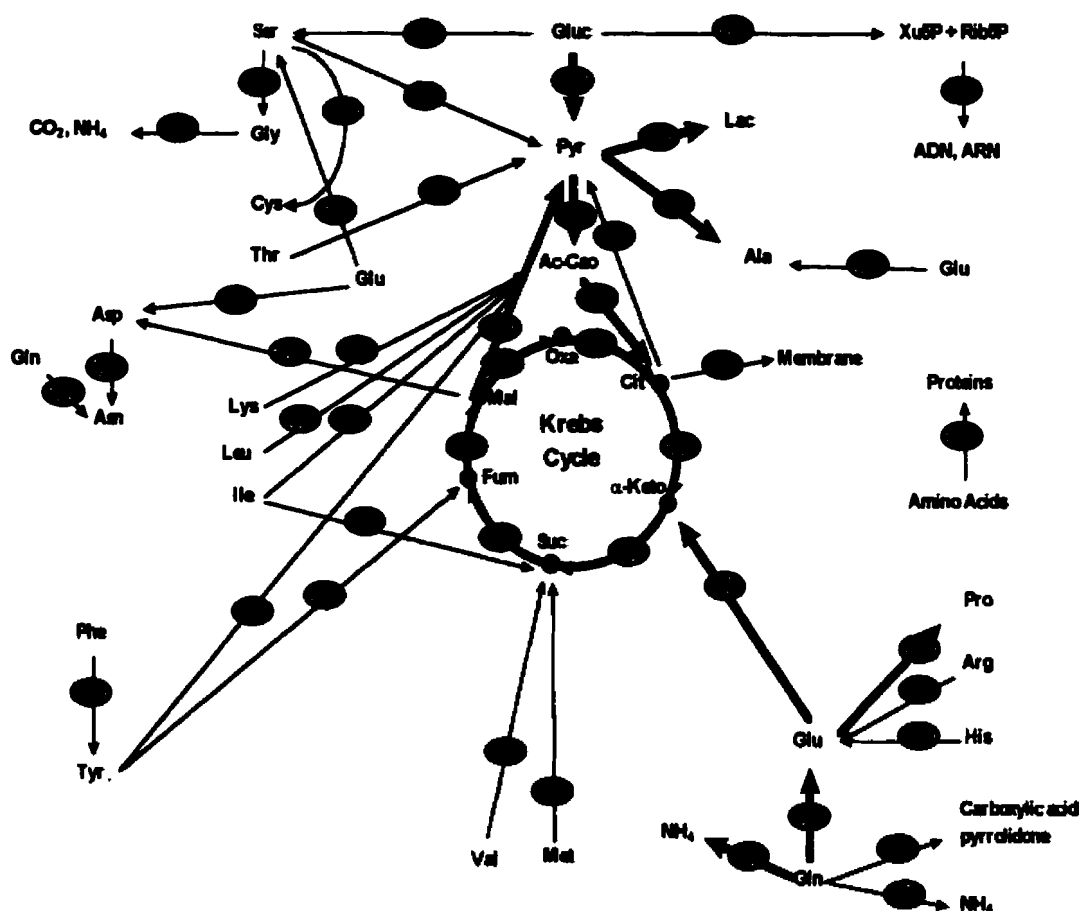 Ser
Gluc
Xu5P + Rib5P
CO₂, NH₄
Gly
Pyr
Lac
ADN, ARN
Cys
Thr
Glu
Ac-Cao
Ala
Glu
Asp
Gln
Asn
Oxa
Cit
Membrane
Proteins
Lys
Mal
Krebs
Cycle
Leu
Ile
Fum
α-Keto
Amino Acids
Suc
Phe
Pro
Arg
Glu
His
Tyr
Val
Met
NH₄
Gln
Carboxylic acid
pyrrolidone
NH₄